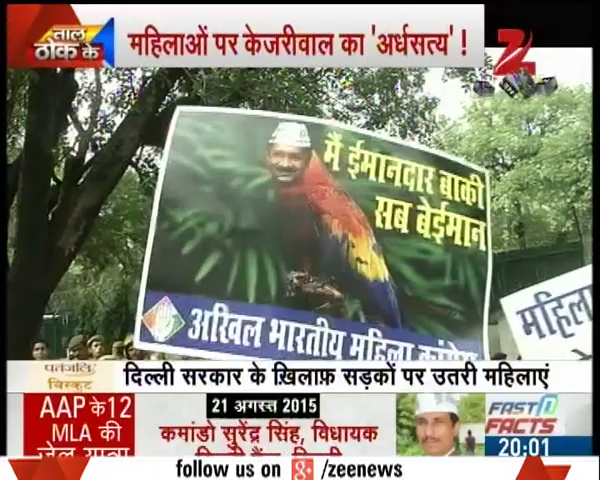 ताल
ठोक के
महिलाओं पर केजरीवाल का 'अर्धसत्य' !
मैं ईमानदार बाकी
सब बेईमान
अखिल भारतीय महिला कांग्रेस
पतंजलि
बिस्कुट
दिल्ली सरकार के ख़िलाफ़ सड़कों पर उतरी महिलाएं
AAP के 12
MLA की
जेल यात्रा
21 अगस्त 2015
कमांडो सुरेंद्र सिंह, विधायक
FAST N
FACTS
20:01
follow us on g+ /zeenews